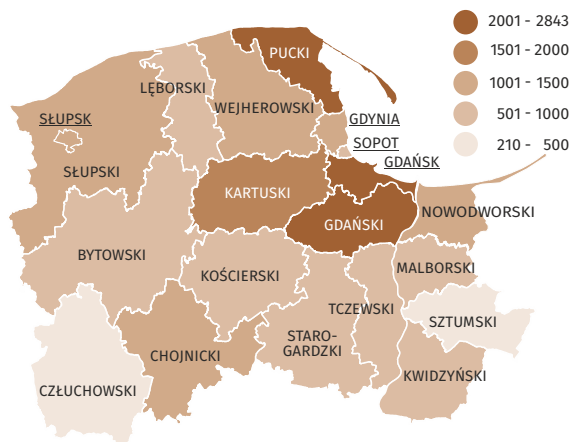 2001 - 2843
1501 - 2000
1001 - 1500
501 - 1000
210 - 500
PUCKI
LĘBORSKI
WEJHEROWSKI
GDYNIA
SŁUPSK
SOPOT
GDAŃSK
SŁUPSKI
KARTUSKI
NOWODWORSKI
GDAŃSKI
BYTOWSKI
MALBORSKI
KOŚCIERSKI
TCZEWSKI
SZTUMSKI
STARO-
GARDZKI
CHOJNICKI
KWIDZYŃSKI
CZŁUCHOWSKI